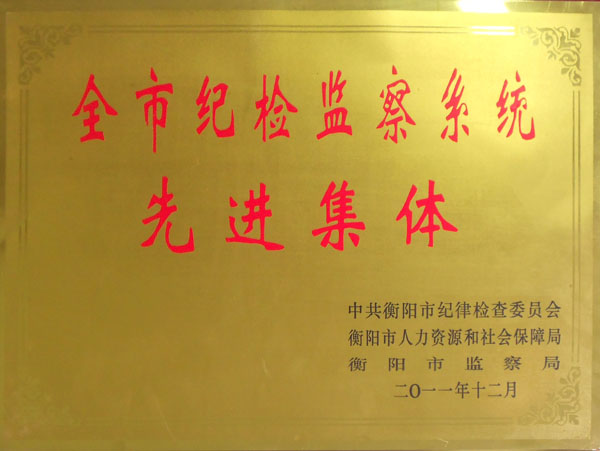 全市纪检监察系统
先进集体
中共衡阳市纪律检查委员会
衡阳市人力资源和社会保障局
衡阳市监察局
二〇一一年十二月